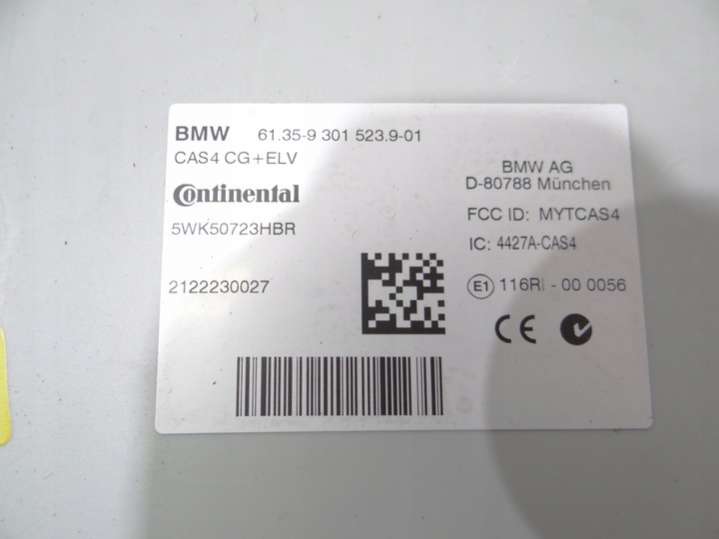 BMW 61.35-9 301 523.9-01
CAS4 CG+ELV
Continental
5WK50723HBR
2122230027
BMW AG
D-80788 München
FCC ID: MYTCAS4
IC: 4427A-CAS4
E1 116RI - 00 0056
CE